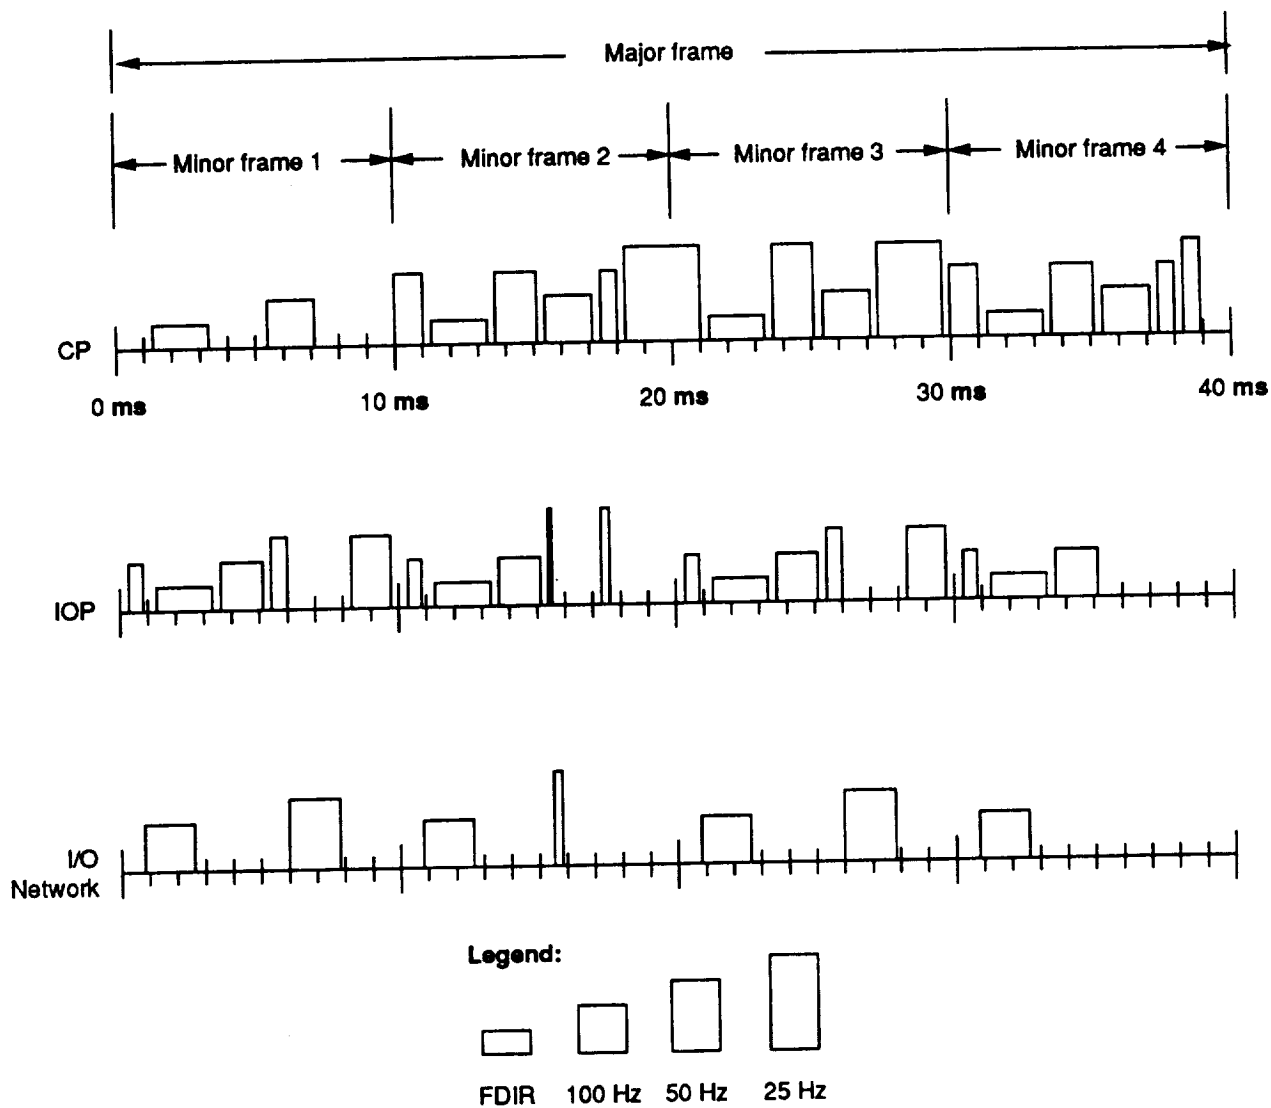 Major frame
Minor frame 1
Minor frame 2
Minor frame 3
Minor frame 4
CP
0 ms
10 ms
20 ms
30 ms
40 ms
IOP
I/O
Network
Legend:
FDIR
100 Hz
50 Hz
25 Hz